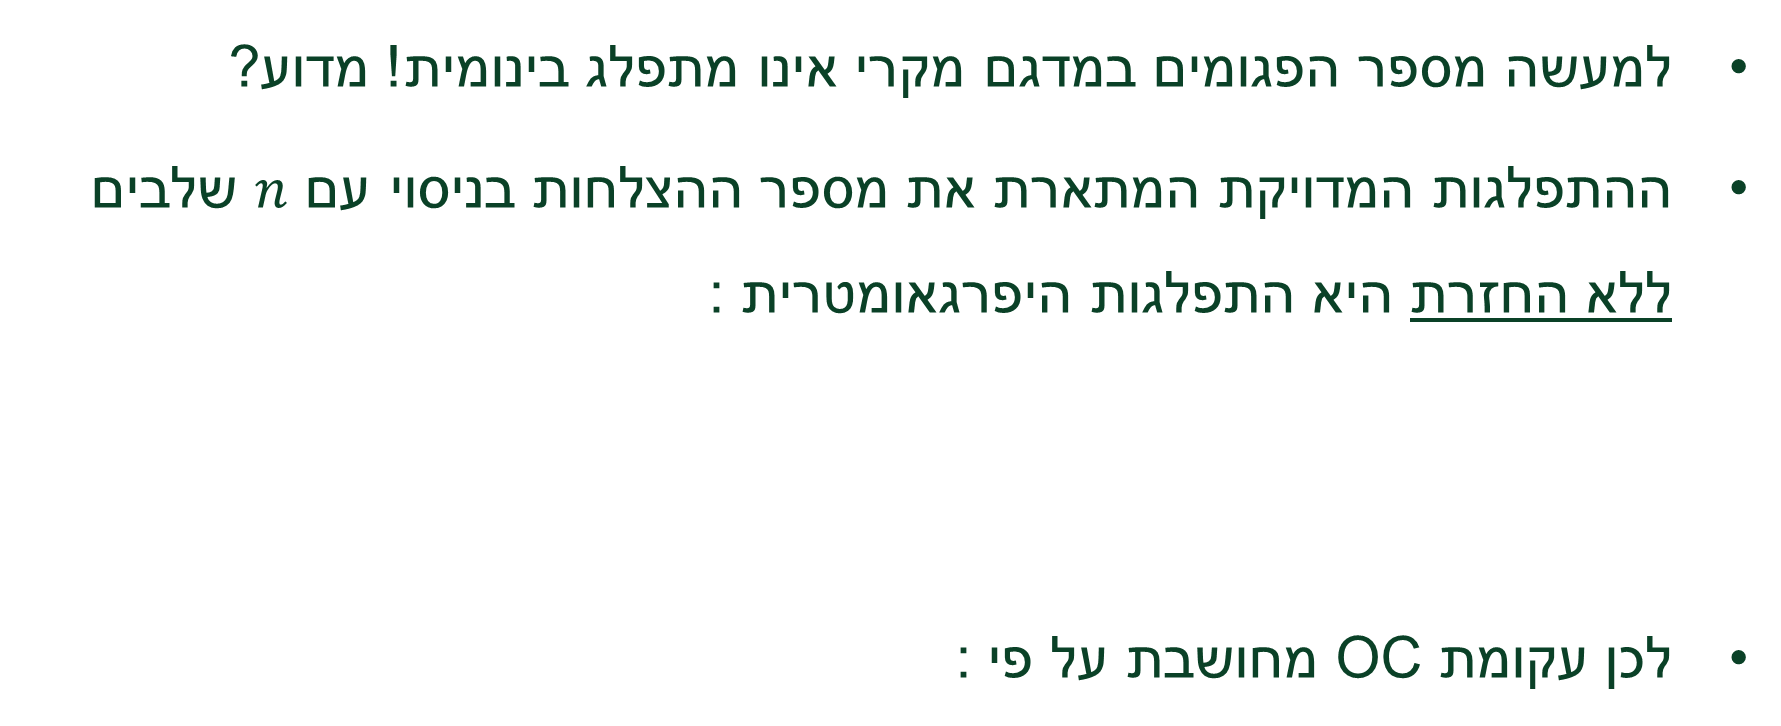 • למעשה מספר הפגומים במדגם מקרי אינו מתפלג בינומית! מדוע?
• ההתפלגות המדויקת המתארת את מספר ההצלחות בניסוי עם n שלבים
ללא החזרת היא התפלגות היפרגאומטרית :
• לכן עקומת OC מחושבת על פי :